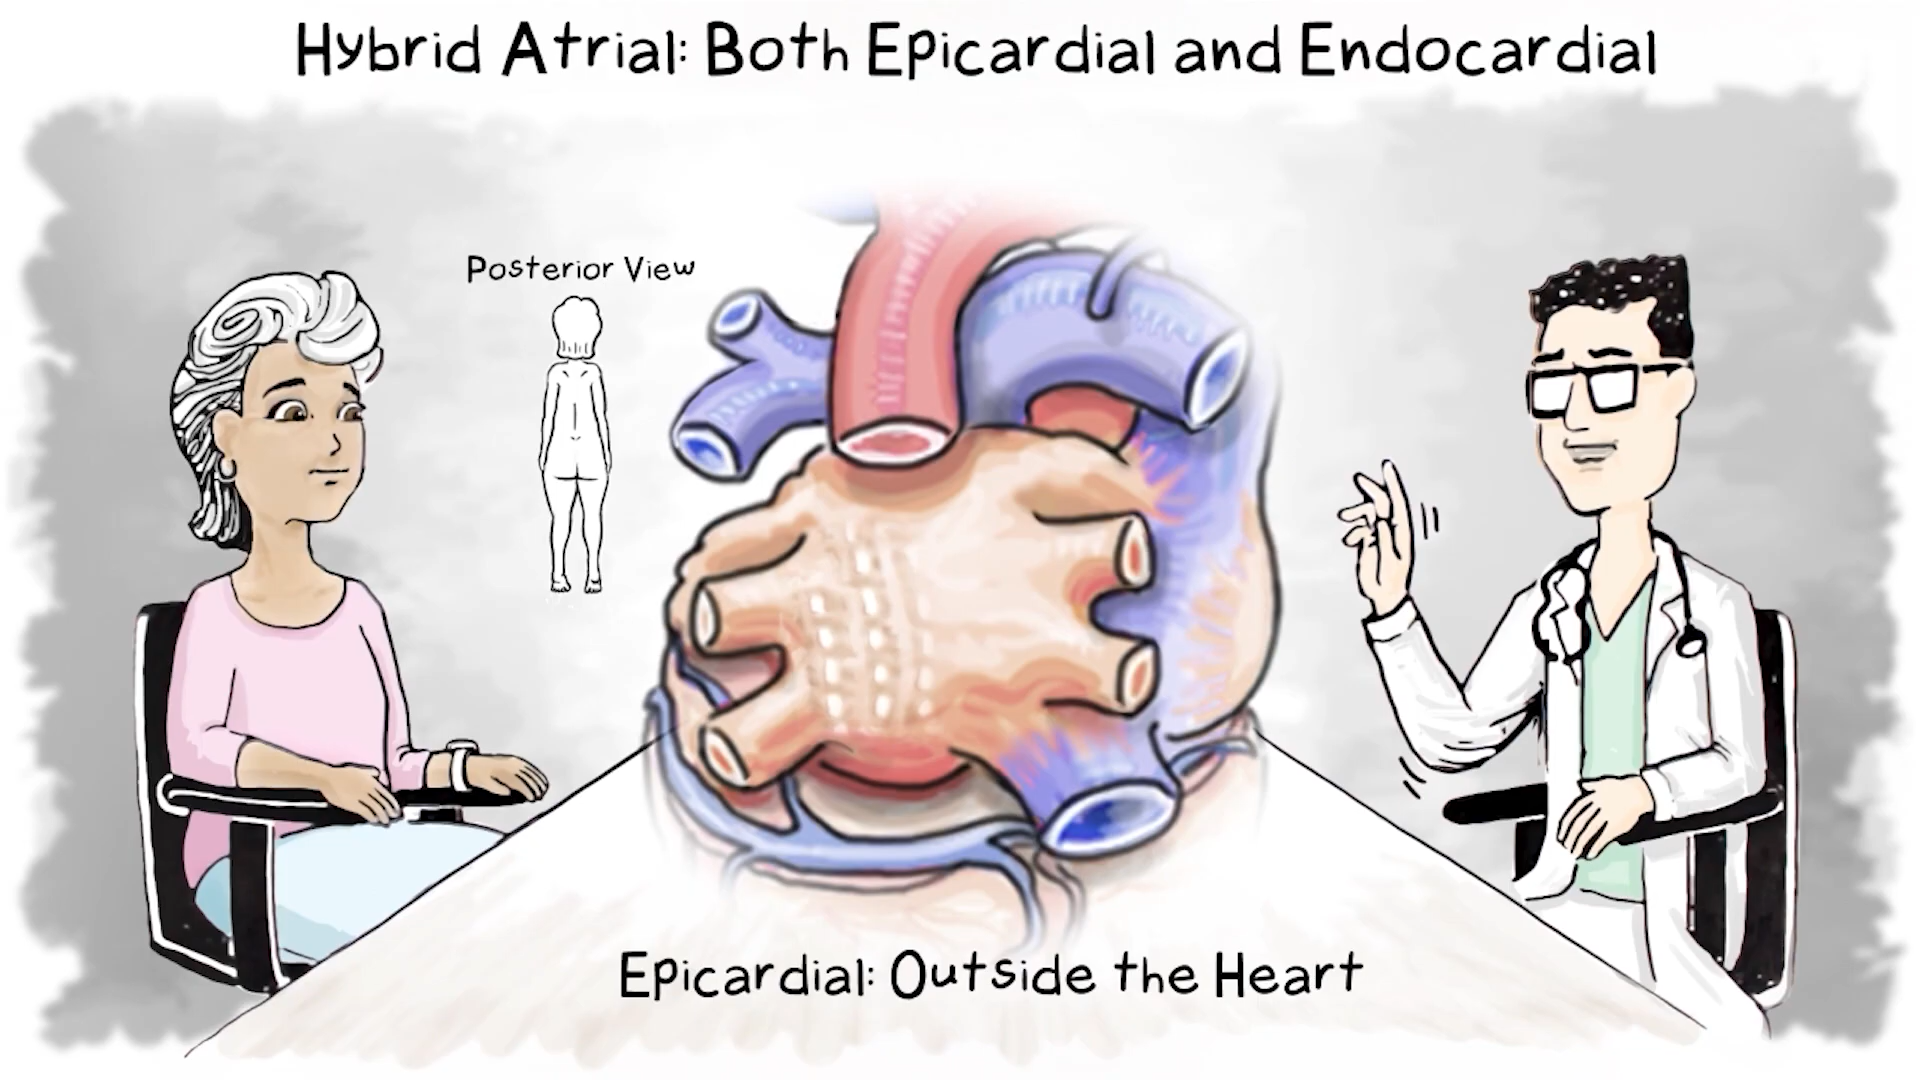 Hybrid Atrial: Both Epicardial and Endocardial
Posterior View
Epicardial: Outside the Heart